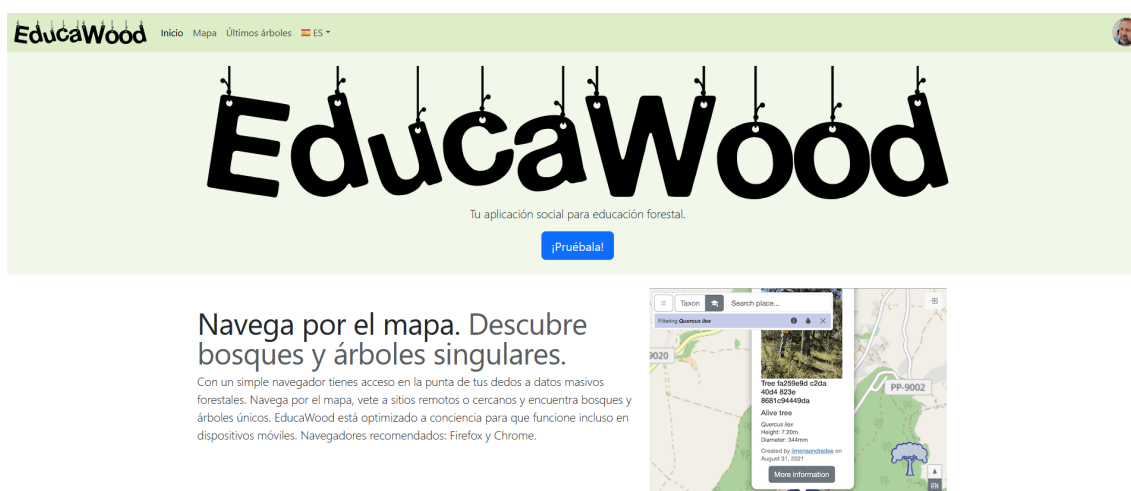 EducaWood Inicio Mapa Últimos árboles ES
EducaWood
Tu aplicación social para educación forestal.
¡Pruébala!
Navega por el mapa. Descubre
bosques y árboles singulares.
Con un simple navegador tienes acceso en la punta de tus dedos a datos masivos
forestales. Navega por el mapa, vete a sitios remotos o cercanos y encuentra bosques y
árboles únicos. EducaWood está optimizado a conciencia para que funcione incluso en
dispositivos móviles. Navegadores recomendados: Firefox y Chrome.
Taxon Search place...
Filtering Quercus ilex
9020
Tree fa259e9d c2da
40d4 823e
8681c94449da
PP-9002
Alive tree
Quercus ilex
Height: 7.20m
Diameter: 344mm
Created by jimenaandrades on
August 31, 2021
More information
IFN